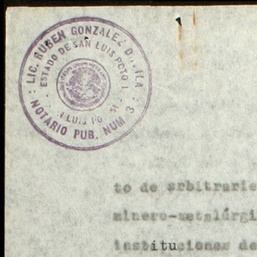 LIC. RUBEN GONZALEZ DAVILA
ESTADO DE SAN LUIS POTOSI
NOTARIO PUB. NUM 3
to de arbitrarie
minero-metalúrgi
instituciones de